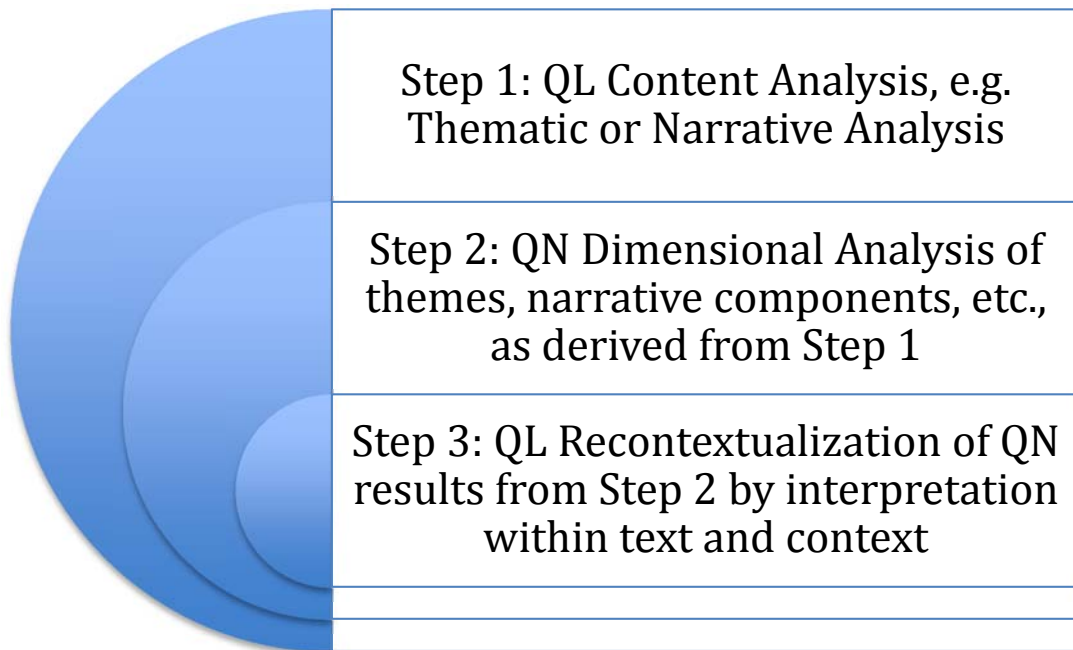 Step 1: QL Content Analysis, e.g.
Thematic or Narrative Analysis
Step 2: QN Dimensional Analysis of
themes, narrative components, etc.,
as derived from Step 1
Step 3: QL Recontextualization of QN
results from Step 2 by interpretation
within text and context